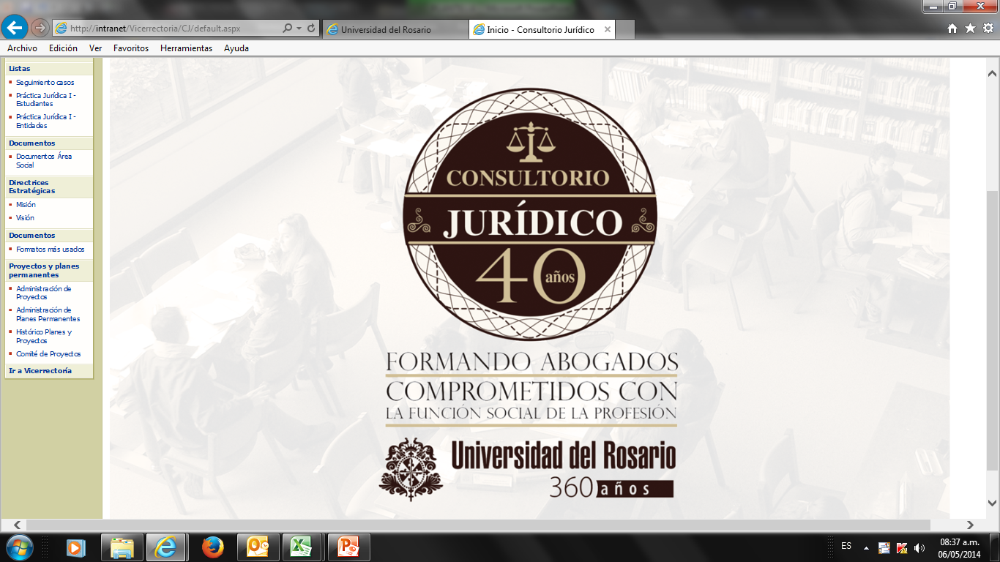 http://intranet/Vicerrectoria/CJ/default.aspx
Universidad del Rosario
Inicio - Consultorio Jurídico
Archivo Edición Ver Favoritos Herramientas Ayuda
Listas
Seguimiento casos
Práctica Jurídica I -
Estudiantes
Práctica Jurídica I -
Entidades
Documentos
Documentos Área
Social
Directrices
Estratégicas
Misión
Visión
Documentos
Formatos más usados
Proyectos y planes
permanentes
Administración de
Proyectos
Administración de
Planes Permanentes
Histórico Planes y
Proyectos
Comité de Proyectos
Ir a Vicerrectoría
CONSULTORIO
JURÍDICO
40 años
FORMANDO ABOGADOS
COMPROMETIDOS CON
LA FUNCIÓN SOCIAL DE LA PROFESIÓN
Universidad del Rosario
360 años
ES
08:37 a.m.
06/05/2014